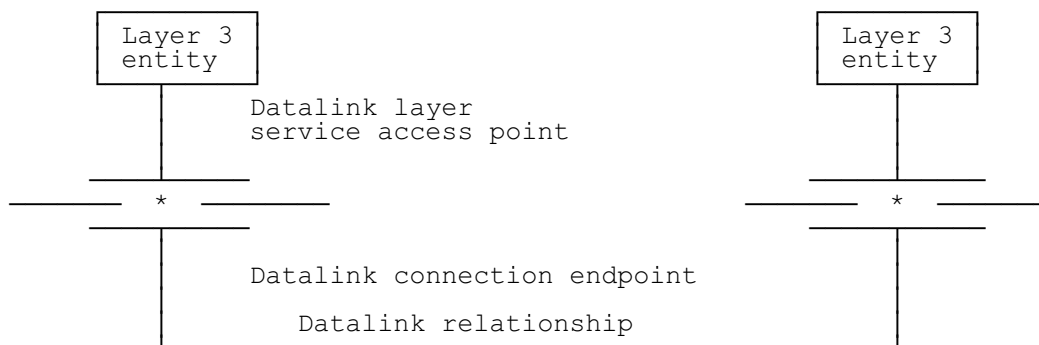 Layer 3
entity
Layer 3
entity
Datalink layer
service access point
*
*
Datalink connection endpoint
Datalink relationship